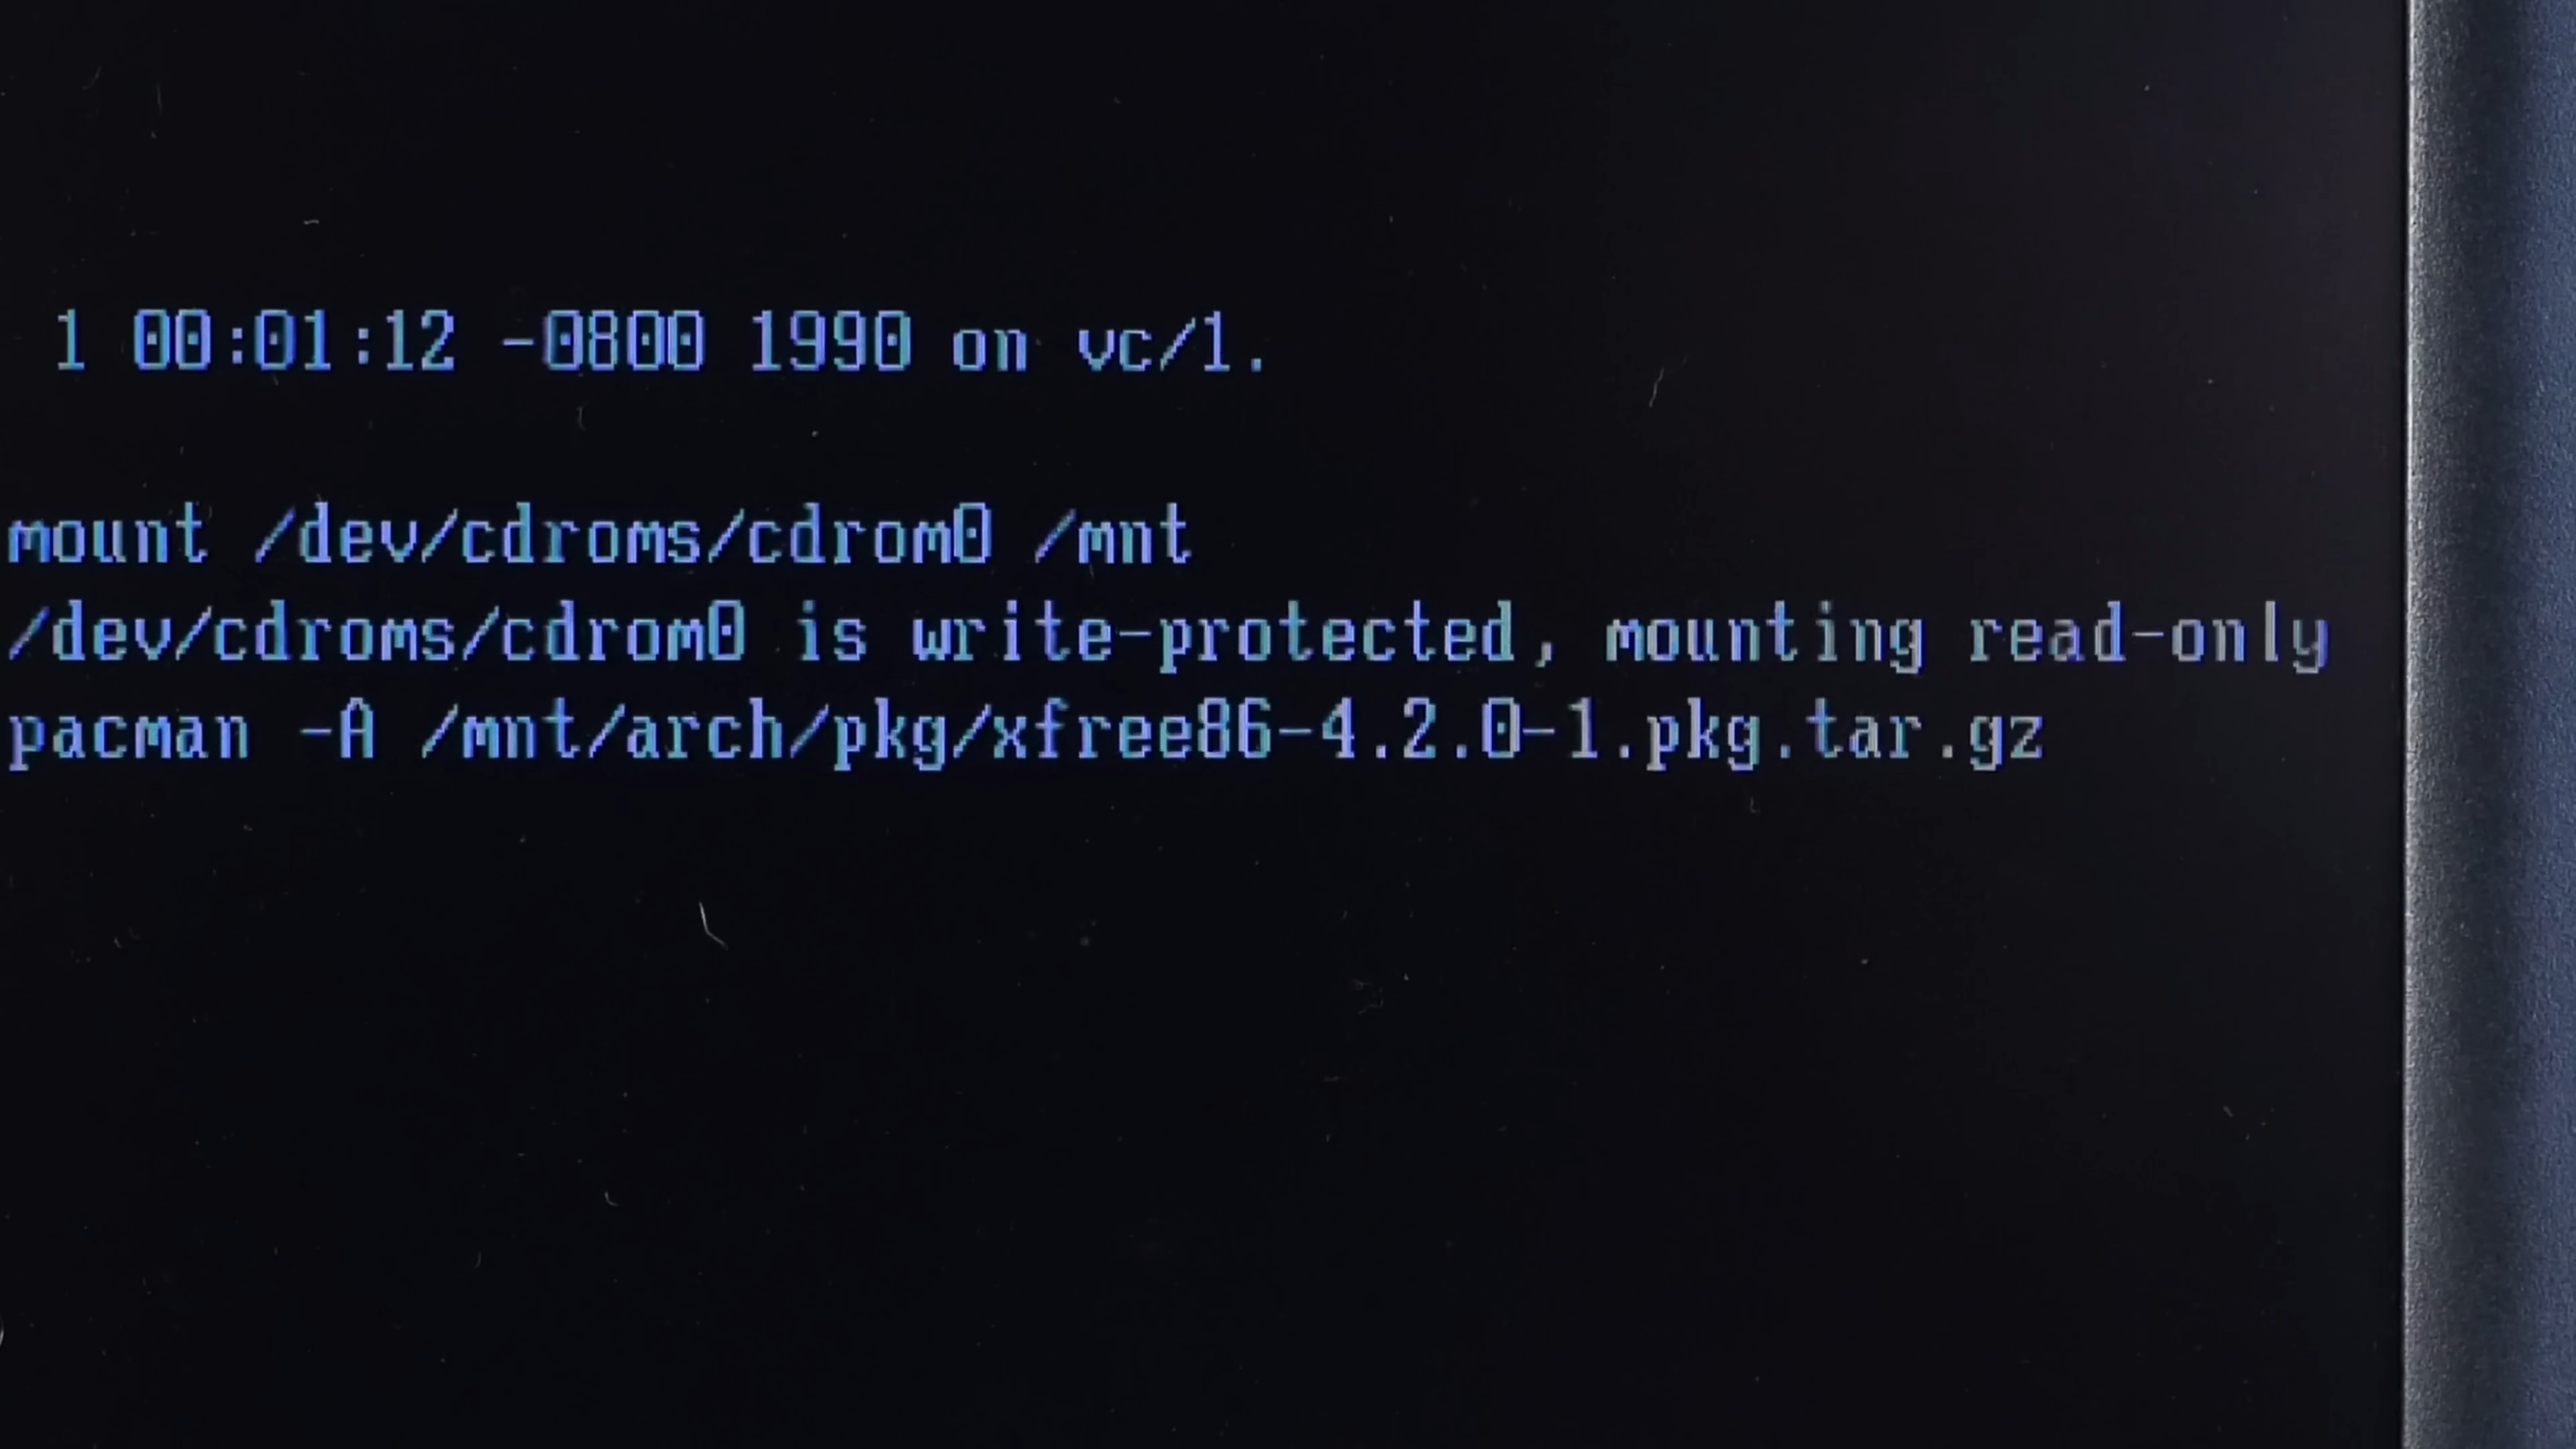 1 00:01:12 -0800 1990 on vc/1.
mount /dev/cdroms/cdrom0 /mnt
/dev/cdroms/cdrom0 is write-protected, mounting read-only
pacman -A /mnt/arch/pkg/xfree86-4.2.0-1.pkg.tar.gz